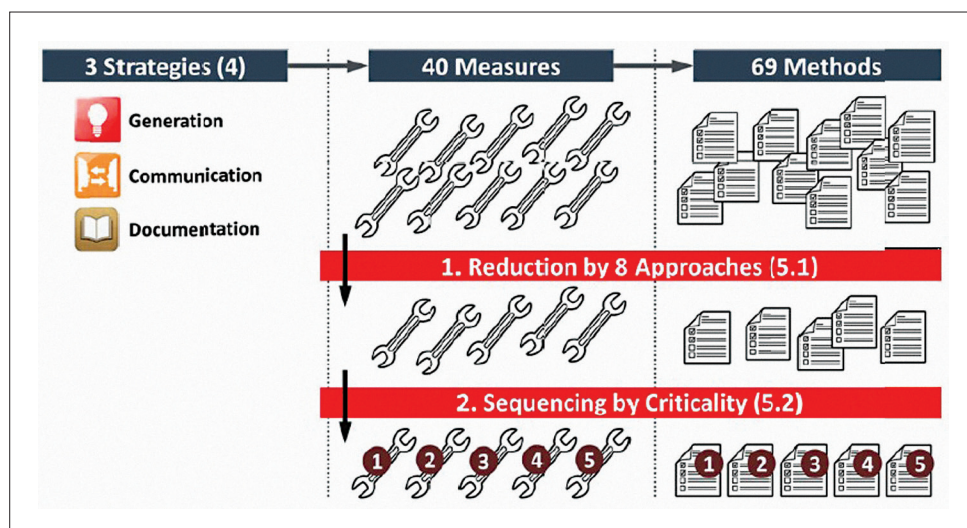 3 Strategies (4)
40 Measures
69 Methods
Generation
Communication
Documentation
1. Reduction by 8 Approaches (5.1)
2. Sequencing by Criticality (5.2)
1 2 3 4 5
1 2 3 4 5